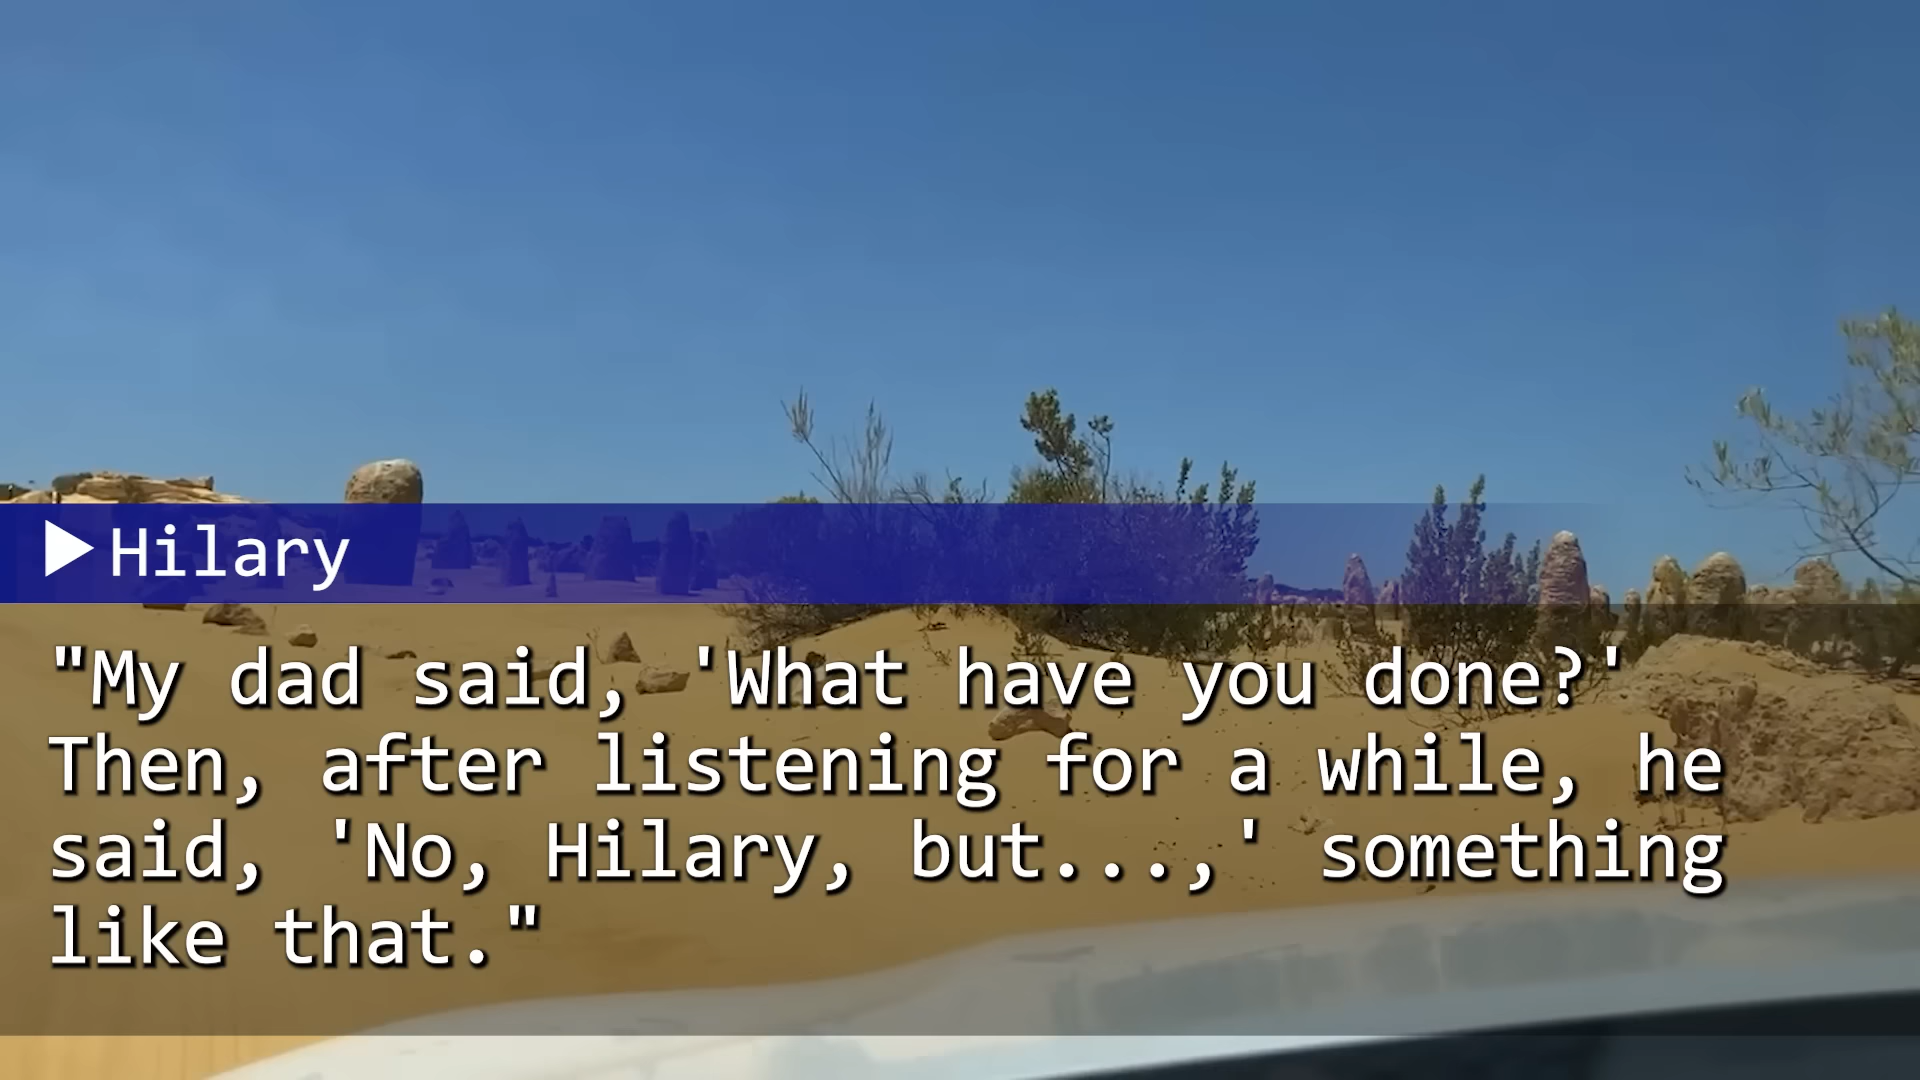 Hilary
"My dad said, 'What have you done?'
Then, after listening for a while, he
said, 'No, Hilary, but...,' something
like that."